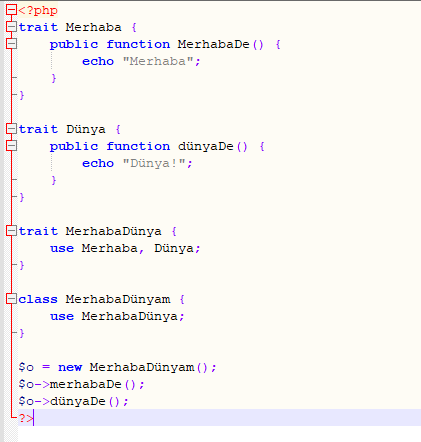 <?php
trait Merhaba {
    public function MerhabaDe() {
        echo "Merhaba";
    }
}

trait Dünya {
    public function dünyaDe() {
        echo "Dünya!";
    }
}

trait MerhabaDünya {
    use Merhaba, Dünya;
}

class MerhabaDünyam {
    use MerhabaDünya;
}

$o = new MerhabaDünyam();
$o->merhabaDe();
$o->dünyaDe();
?>